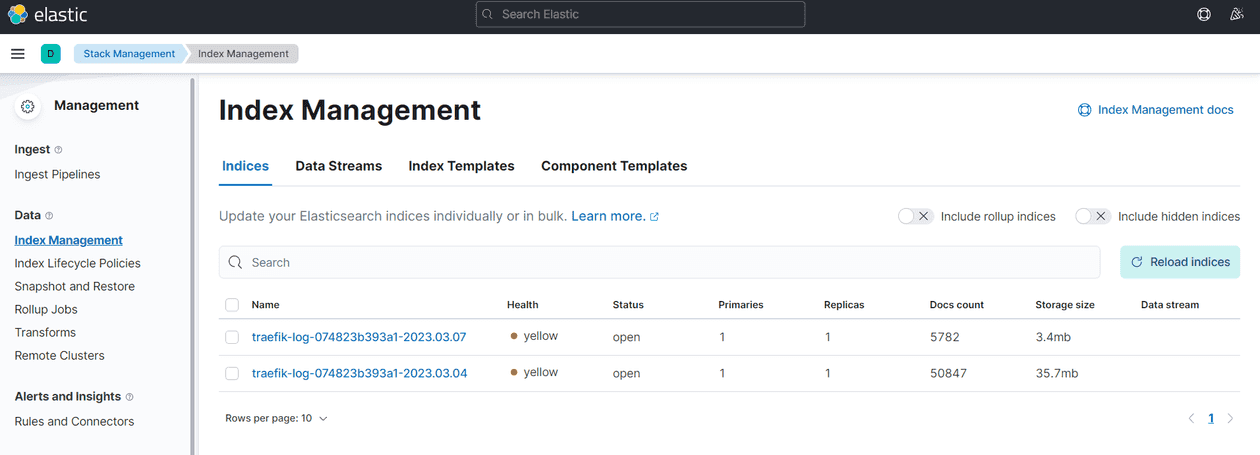 elastic
Search Elastic
D
Stack Management
Index Management
Management
Ingest
Ingest Pipelines
Data
Index Management
Index Lifecycle Policies
Snapshot and Restore
Rollup Jobs
Transforms
Remote Clusters
Alerts and Insights
Rules and Connectors
Index Management
Index Management docs
Indices Data Streams Index Templates Component Templates
Update your Elasticsearch indices individually or in bulk. Learn more.
Include rollup indices
Include hidden indices
Search
Reload indices
Name Health Status Primaries Replicas Docs count Storage size Data stream
traefik-log-074823b393a1-2023.03.07 yellow open 1 1 5782 3.4mb
traefik-log-074823b393a1-2023.03.04 yellow open 1 1 50847 35.7mb
Rows per page: 10
1